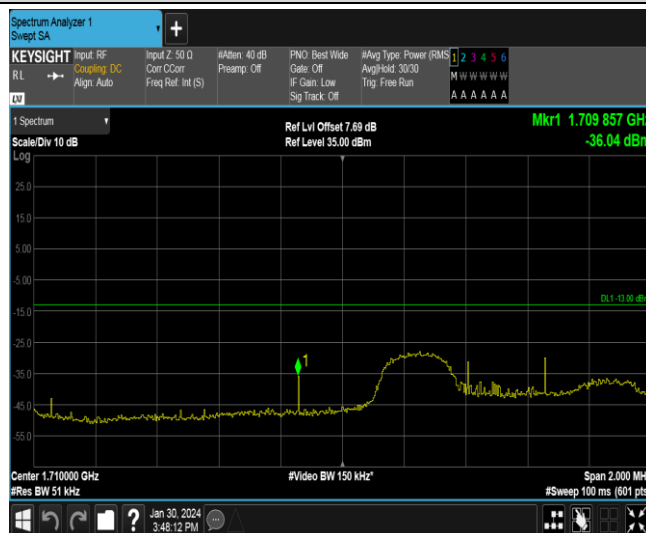 Spectrum Analyzer 1
Swept SA
KEYSIGHT
RL
LXI
Input: RF
Coupling: DC
Align: Auto
Input Z: 50 Ω
Corr CCorr
Freq Ref: Int (S)
#Atten: 40 dB
Preamp: Off
PNO: Best Wide
Gate: Off
IF Gain: Low
Sig Track: Off
#Avg Type: Power (RMS
Avg|Hold: 30/30
Trig: Free Run
1 2 3 4 5 6
M W W W W W
A A A A A A
1 Spectrum
Scale/Div 10 dB
Ref Lvl Offset 7.69 dB
Ref Level 35.00 dBm
Mkr1 1.709 857 GHz
-36.04 dBm
Log
25.0
15.0
5.00
-5.00
DL1 -13.00 dBm
-15.0
-25.0
1
-35.0
-45.0
-55.0
Center 1.710000 GHz
#Res BW 51 kHz
#Video BW 150 kHz*
Span 2.000 MH
#Sweep 100 ms (601 pts
?
Jan 30, 2024
3:48:12 PM